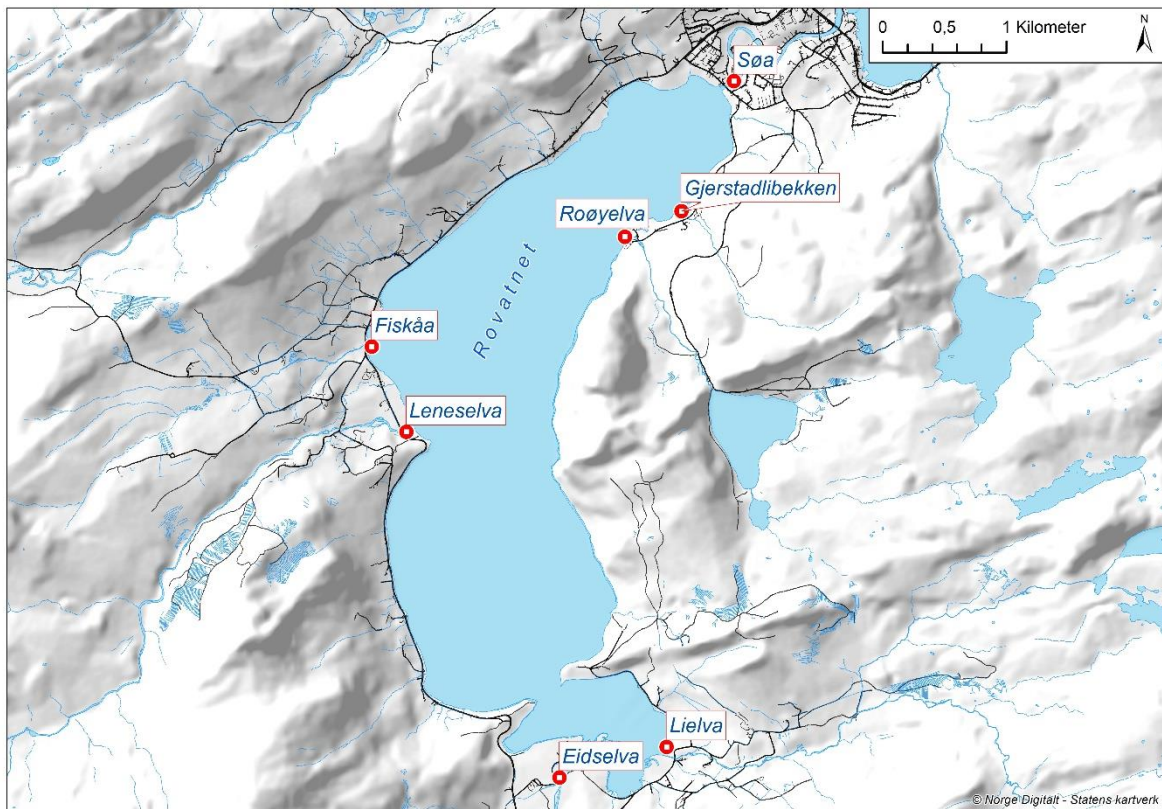 0 0,5 1 Kilometer
N
Søa
Gjerstadlibekken
Roøyelva
Rovatnet
Fiskåa
Leneselva
Lielva
Eidselva
© Norge Digitalt - Statens kartverk